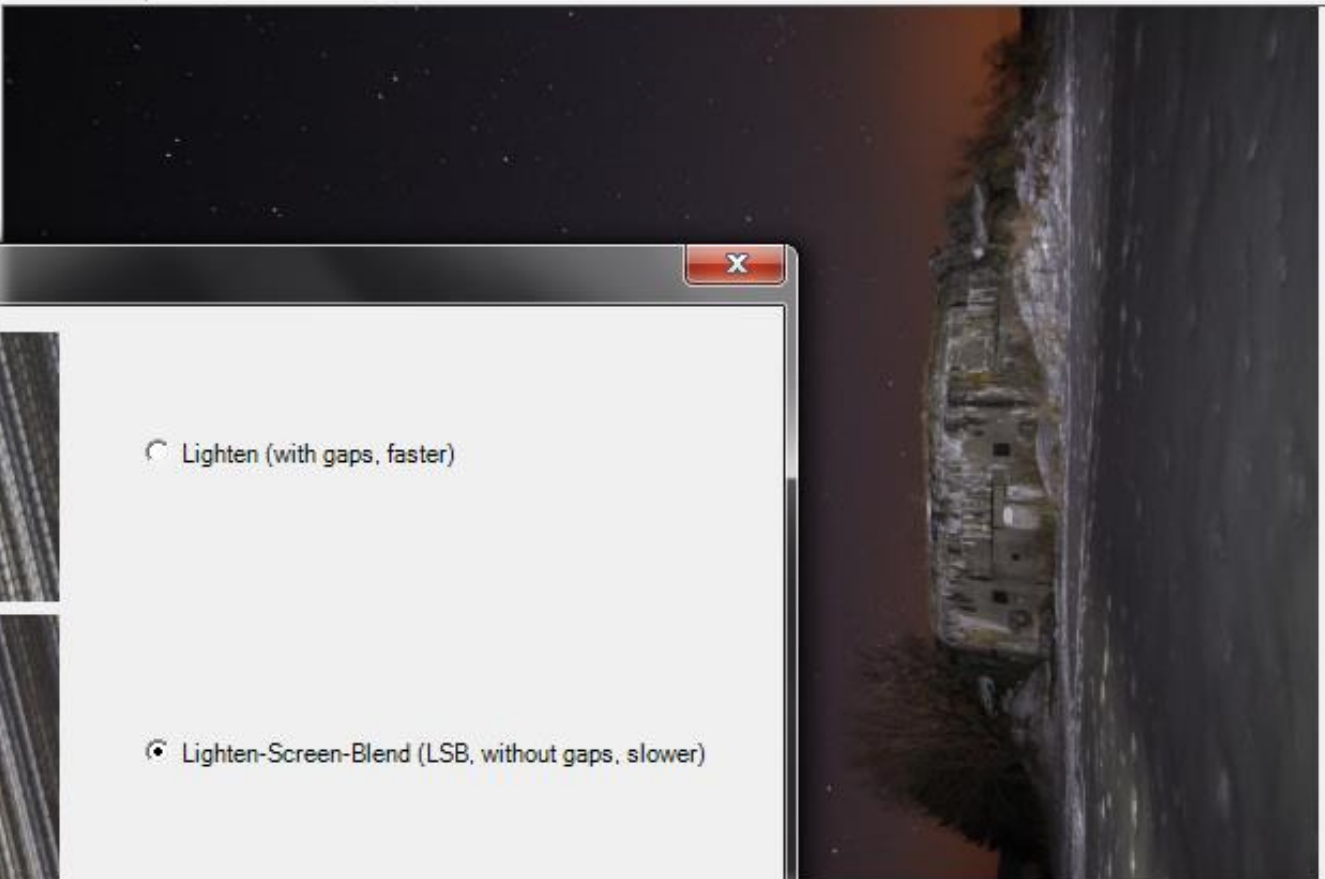 Lighten (with gaps, faster)
Lighten-Screen-Blend (LSB, without gaps, slower)